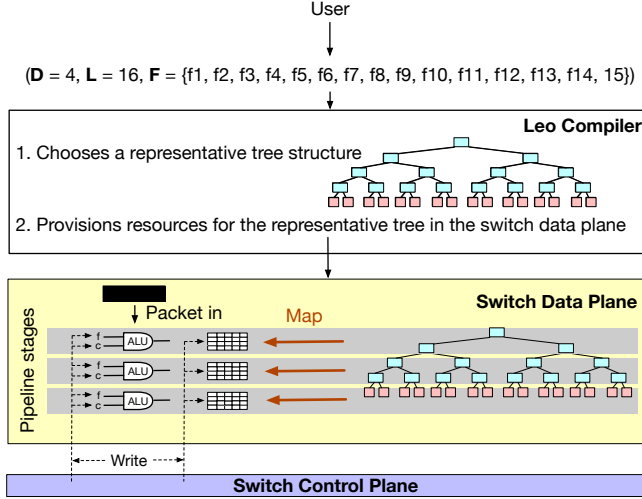 User
(D = 4, L = 16, F = {f1, f2, f3, f4, f5, f6, f7, f8, f9, f10, f11, f12, f13, f14, 15})
Leo Compiler
1. Chooses a representative tree structure
2. Provisions resources for the representative tree in the switch data plane
Switch Data Plane
Packet in
Map
Pipeline stages
f
c
ALU
f
c
ALU
f
c
ALU
Write
Switch Control Plane